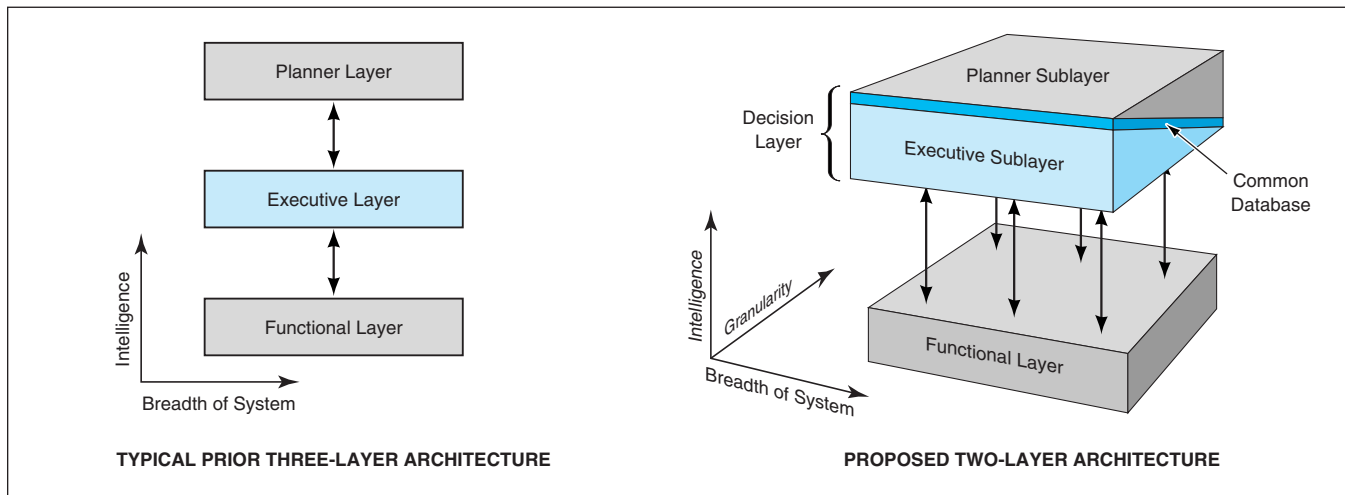 Planner Layer
Executive Layer
Functional Layer
Intelligence
Breadth of System
TYPICAL PRIOR THREE-LAYER ARCHITECTURE
Planner Sublayer
Decision
Layer
Executive Sublayer
Common
Database
Intelligence
Granularity
Functional Layer
Breadth of System
PROPOSED TWO-LAYER ARCHITECTURE